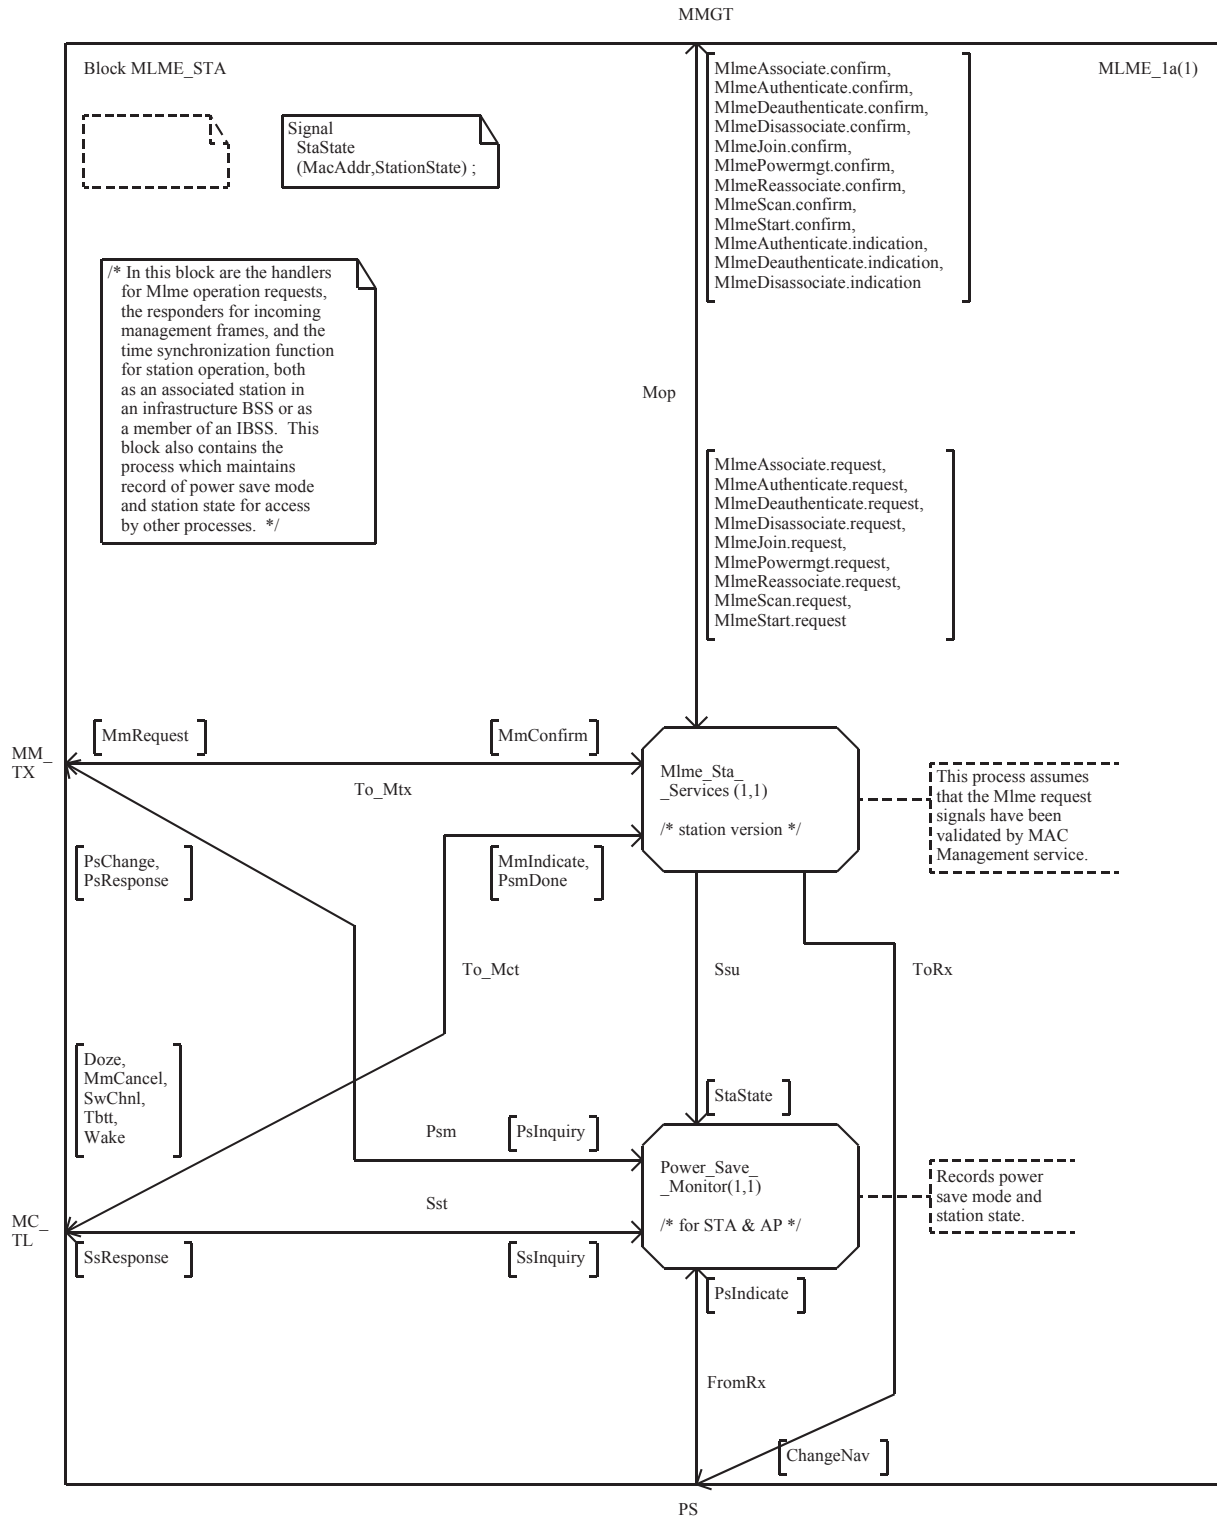 MMGT
Block MLME_STA
MLME_1a(1)
Signal
StaState
(MacAddr,StationState) ;
MlmeAssociate.confirm,
MlmeAuthenticate.confirm,
MlmeDeauthenticate.confirm,
MlmeDisassociate.confirm,
MlmeJoin.confirm,
MlmePowermgt.confirm,
MlmeReassociate.confirm,
MlmeScan.confirm,
MlmeStart.confirm,
MlmeAuthenticate.indication,
MlmeDeauthenticate.indication,
MlmeDisassociate.indication
/* In this block are the handlers
for Mlme operation requests,
the responders for incoming
management frames, and the
time synchronization function
for station operation, both
as an associated station in
an infrastructure BSS or as
a member of an IBSS.  This
block also contains the
process which maintains
record of power save mode
and station state for access
by other processes.  */
Mop
MlmeAssociate.request,
MlmeAuthenticate.request,
MlmeDeauthenticate.request,
MlmeDisassociate.request,
MlmeJoin.request,
MlmePowermgt.request,
MlmeReassociate.request,
MlmeScan.request,
MlmeStart.request
MM_
TX
MmRequest
MmConfirm
To_Mtx
Mlme_Sta_
_Services (1,1)
/* station version */
This process assumes
that the Mlme request
signals have been
validated by MAC
Management service.
PsChange,
PsResponse
MmIndicate,
PsmDone
To_Mct
Ssu
ToRx
Doze,
MmCancel,
SwChnl,
Tbtt,
Wake
StaState
Psm
PsInquiry
Power_Save_
_Monitor(1,1)
/* for STA & AP */
Records power
save mode and
station state.
Sst
MC_
TL
SsResponse
SsInquiry
PsIndicate
FromRx
ChangeNav
PS